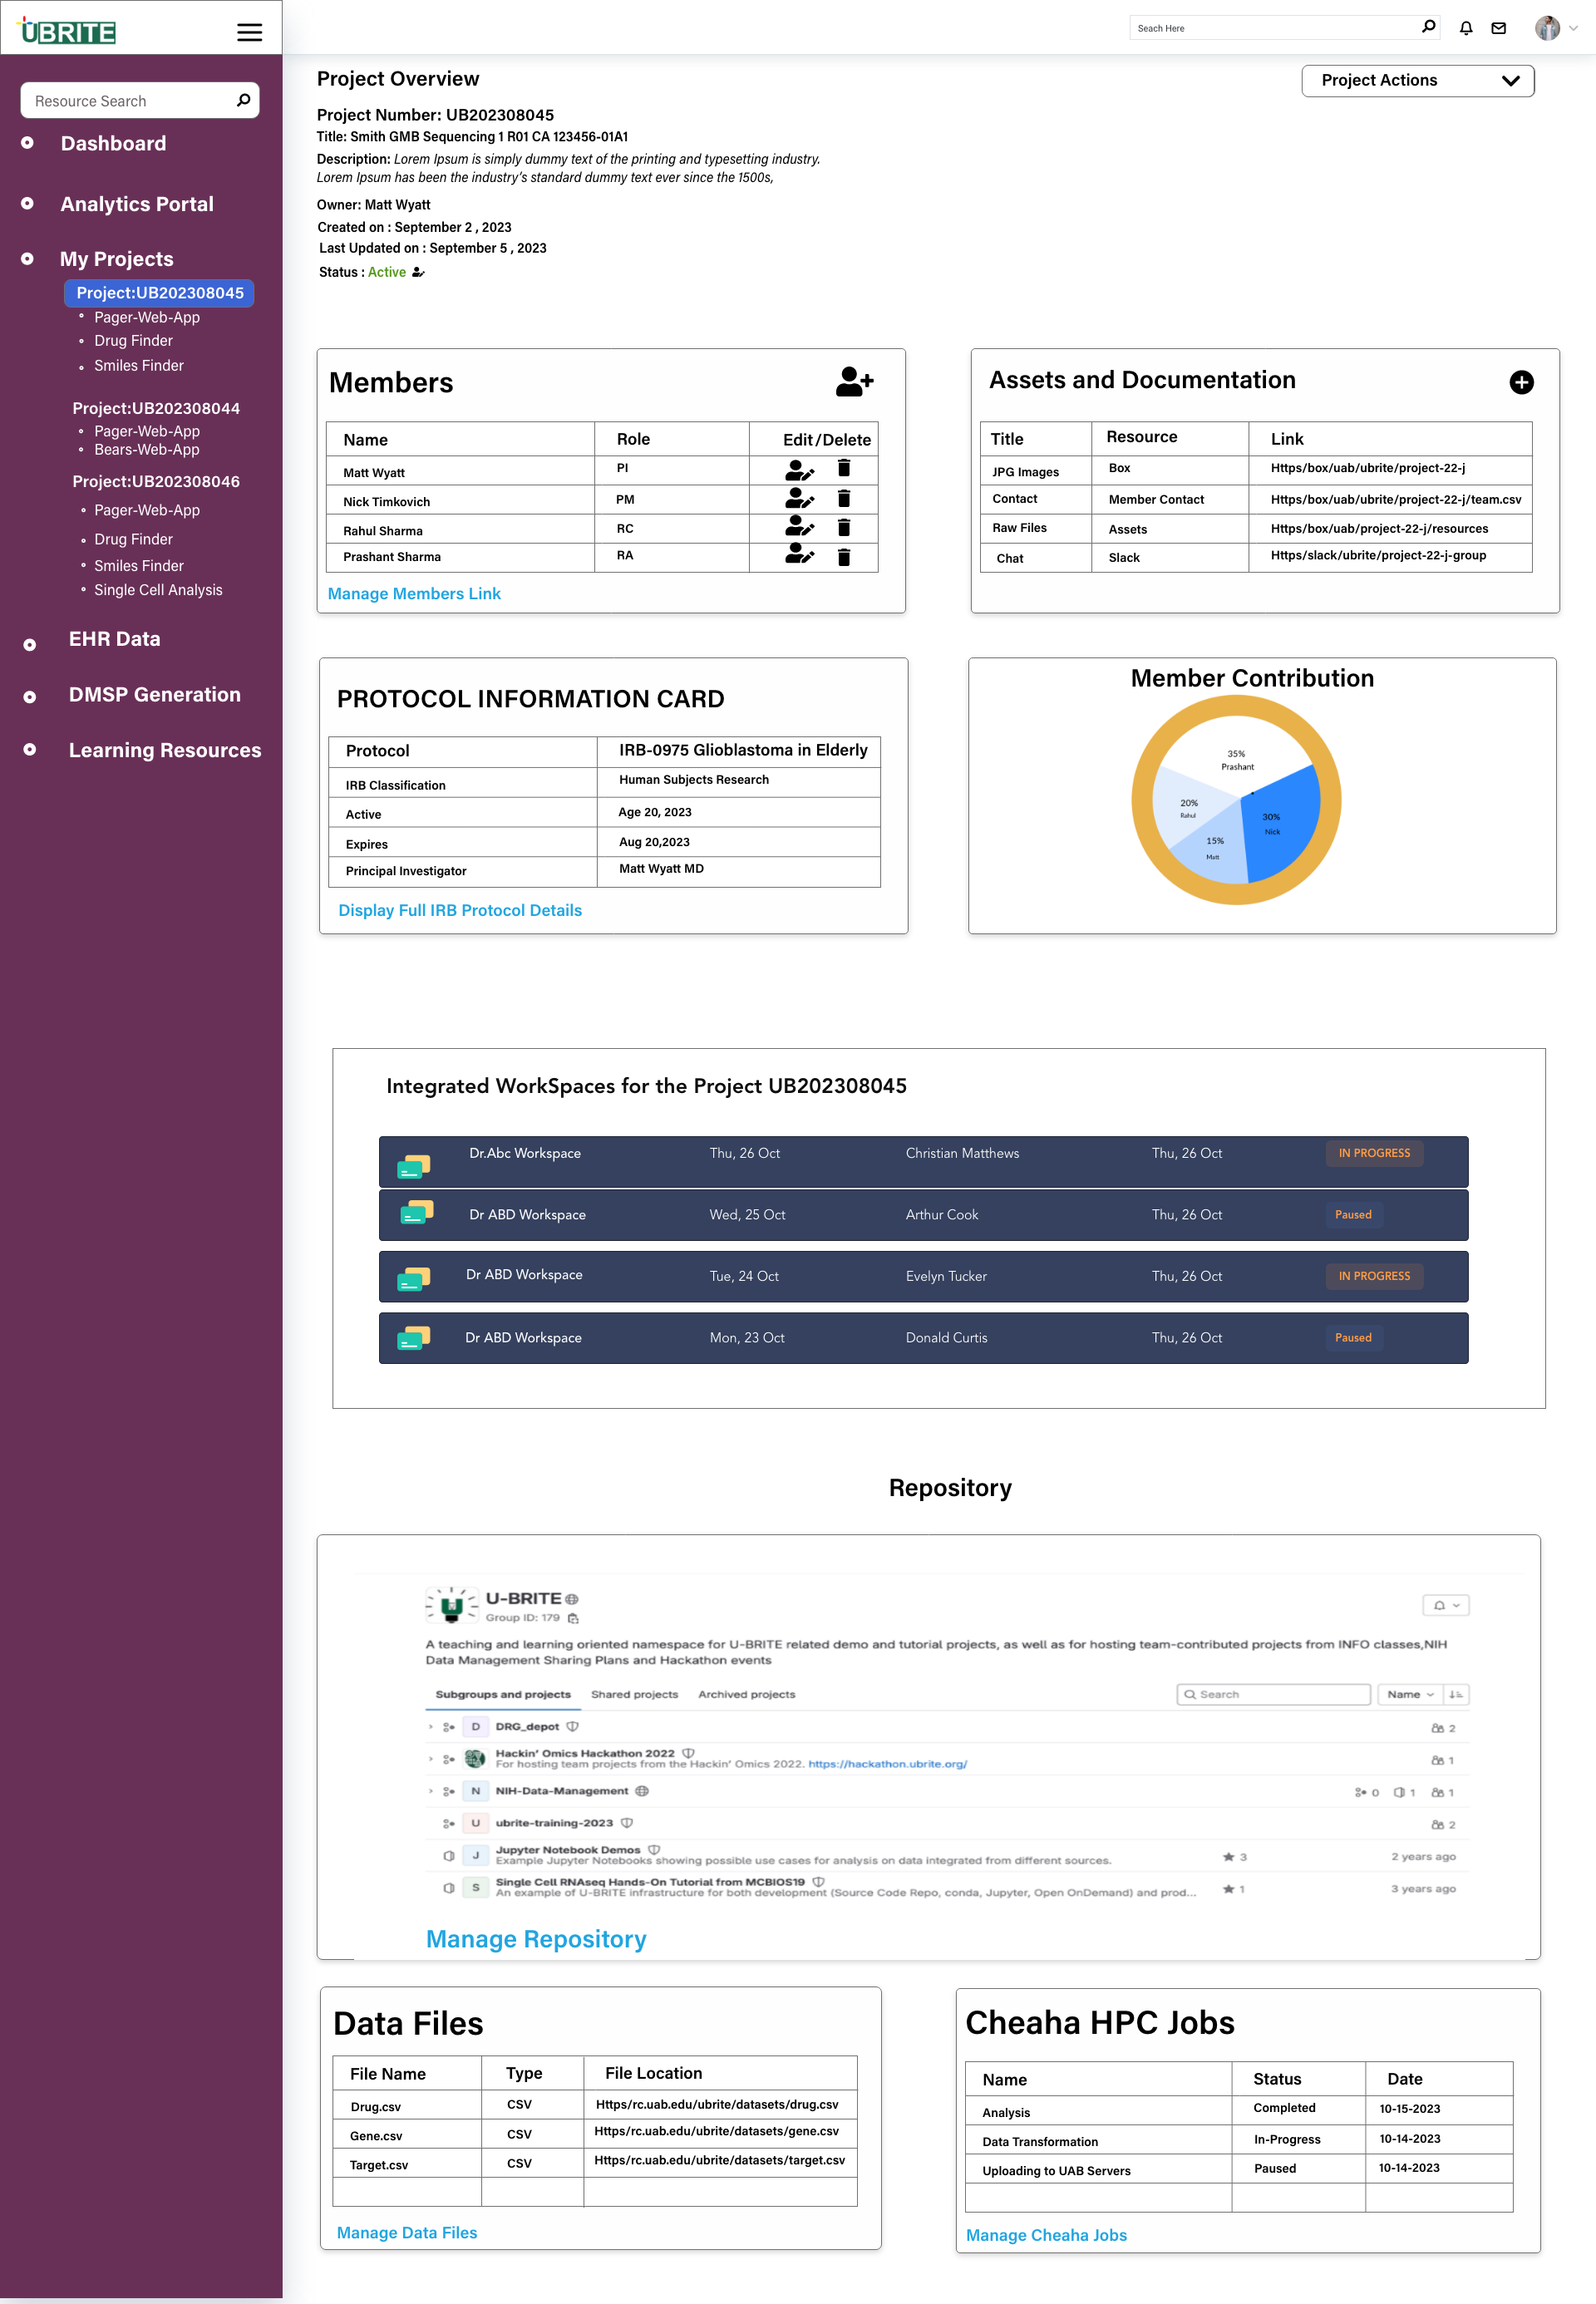 UBRITE
Seach Here
Resource Search
Dashboard
Analytics Portal
My Projects
Project:UB202308045
Pager-Web-App
Drug Finder
Smiles Finder
Project:UB202308044
Pager-Web-App
Bears-Web-App
Project:UB202308046
Pager-Web-App
Drug Finder
Smiles Finder
Single Cell Analysis
EHR Data
DMSP Generation
Learning Resources
Project Overview
Project Actions
Project Number: UB202308045
Title: Smith GMB Sequencing 1 R01 CA 123456-01A1
Description: Lorem Ipsum is simply dummy text of the printing and typesetting industry.
Lorem Ipsum has been the industry's standard dummy text ever since the 1500s,
Owner: Matt Wyatt
Created on : September 2 , 2023
Last Updated on : September 5 , 2023
Status : Active
Members
Name Role Edit/Delete
Matt Wyatt PI
Nick Timkovich PM
Rahul Sharma RC
Prashant Sharma RA
Manage Members Link
Assets and Documentation
Title Resource Link
JPG Images Box Https/box/uab/ubrite/project-22-j
Contact Member Contact Https/box/uab/ubrite/project-22-j/team.csv
Raw Files Assets Https/box/uab/project-22-j/resources
Chat Slack Https/slack/ubrite/project-22-j-group
PROTOCOL INFORMATION CARD
Protocol IRB-0975 Glioblastoma in Elderly
IRB Classification Human Subjects Research
Active Age 20, 2023
Expires Aug 20,2023
Principal Investigator Matt Wyatt MD
Display Full IRB Protocol Details
Member Contribution
35%
Prashant
20%
Rahul
30%
Nick
15%
Matt
Integrated WorkSpaces for the Project UB202308045
Dr.Abc Workspace Thu, 26 Oct Christian Matthews Thu, 26 Oct IN PROGRESS
Dr ABD Workspace Wed, 25 Oct Arthur Cook Thu, 26 Oct Paused
Dr ABD Workspace Tue, 24 Oct Evelyn Tucker Thu, 26 Oct IN PROGRESS
Dr ABD Workspace Mon, 23 Oct Donald Curtis Thu, 26 Oct Paused
Repository
U-BRITE
Group ID: 179
A teaching and learning oriented namespace for U-BRITE related demo and tutorial projects, as well as for hosting team-contributed projects from INFO classes,NIH
Data Management Sharing Plans and Hackathon events
Subgroups and projects Shared projects Archived projects Search Name
D DRG_depot 2
Hackin' Omics Hackathon 2022 1
For hosting team projects from the Hackin' Omics 2022. https://hackathon.ubrite.org/
N NIH-Data-Management 0 1 1
U ubrite-training-2023 2
J Jupyter Notebook Demos 3 2 years ago
Example Jupyter Notebooks showing possible use cases for analysis on data integrated from different sources.
S Single Cell RNAseq Hands-On Tutorial from MCBIOS19 1 3 years ago
An example of U-BRITE infrastructure for both development (Source Code Repo, conda, Jupyter, Open OnDemand) and prod...
Manage Repository
Data Files
File Name Type File Location
Drug.csv CSV Https/rc.uab.edu/ubrite/datasets/drug.csv
Gene.csv CSV Https/rc.uab.edu/ubrite/datasets/gene.csv
Target.csv CSV Https/rc.uab.edu/ubrite/datasets/target.csv
Manage Data Files
Cheaha HPC Jobs
Name Status Date
Analysis Completed 10-15-2023
Data Transformation In-Progress 10-14-2023
Uploading to UAB Servers Paused 10-14-2023
Manage Cheaha Jobs